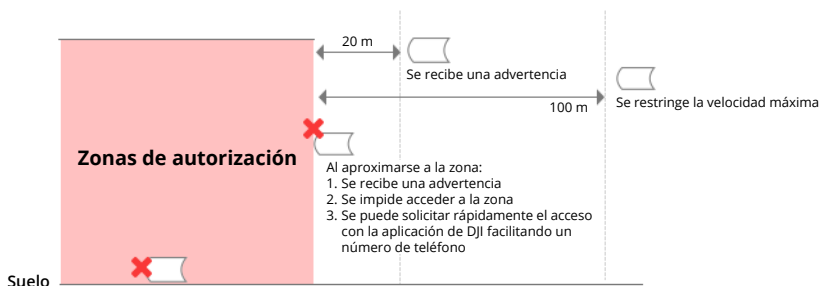 20 m
Se recibe una advertencia
100 m
Se restringe la velocidad máxima
Zonas de autorización
Al aproximarse a la zona:
1. Se recibe una advertencia
2. Se impide acceder a la zona
3. Se puede solicitar rápidamente el acceso
con la aplicación de DJI facilitando un
número de teléfono
Suelo